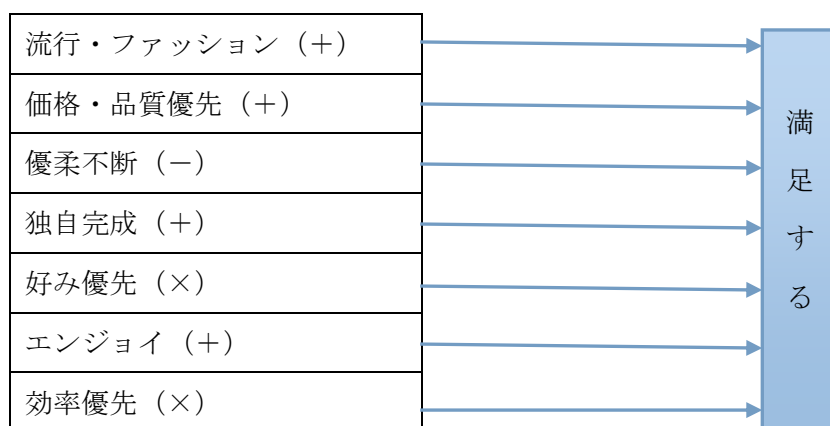 流行・ファッション（＋）
価格・品質優先（＋）
優柔不断（－）
独自完成（＋）
好み優先（×）
エンジョイ（＋）
効率優先（×）
満足する